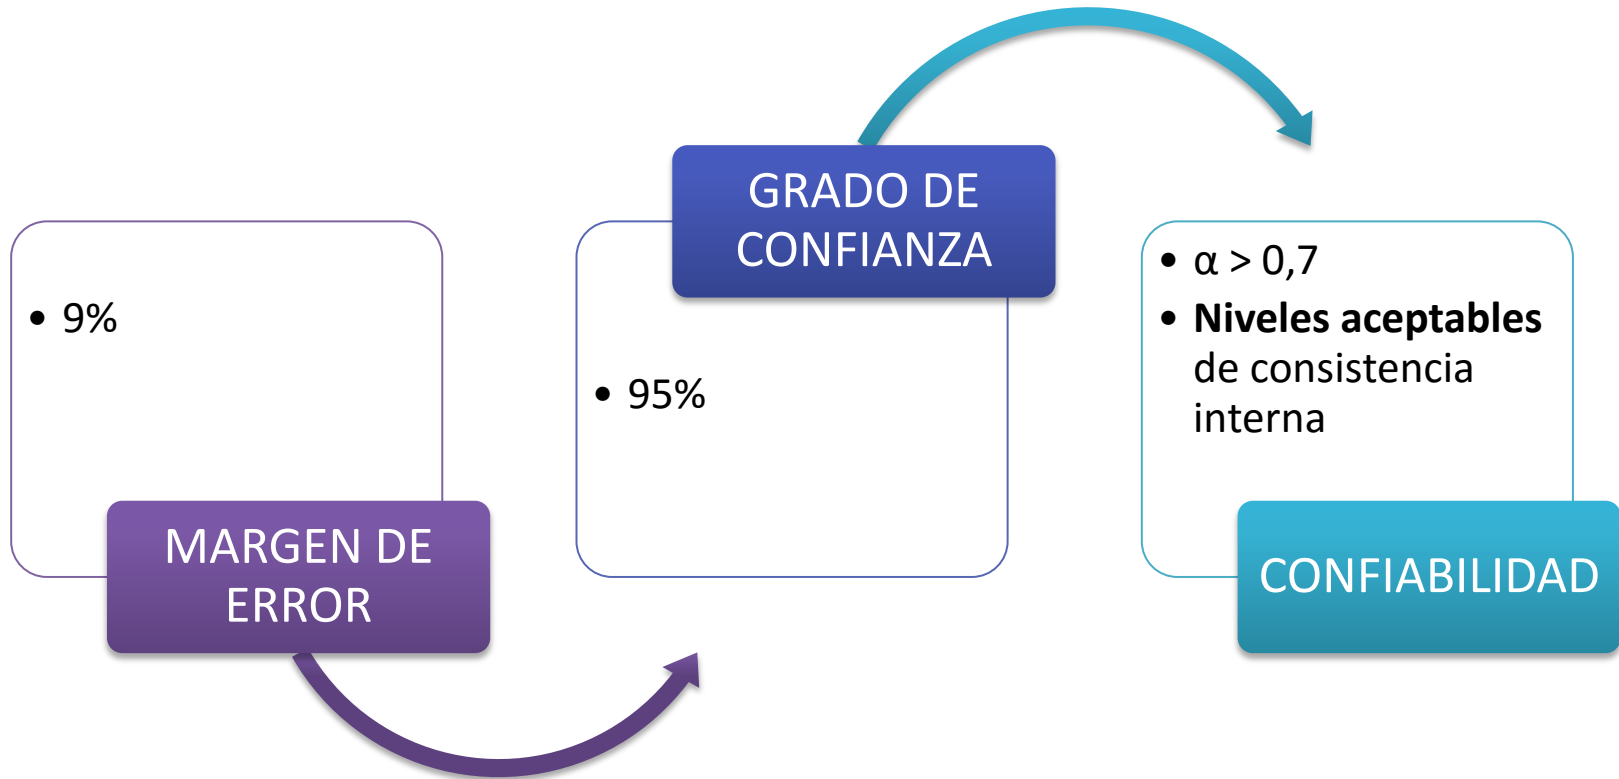 • 9%
MARGEN DE
ERROR
GRADO DE
CONFIANZA
• 95%
• α > 0,7
• Niveles aceptables
de consistencia
interna
CONFIABILIDAD